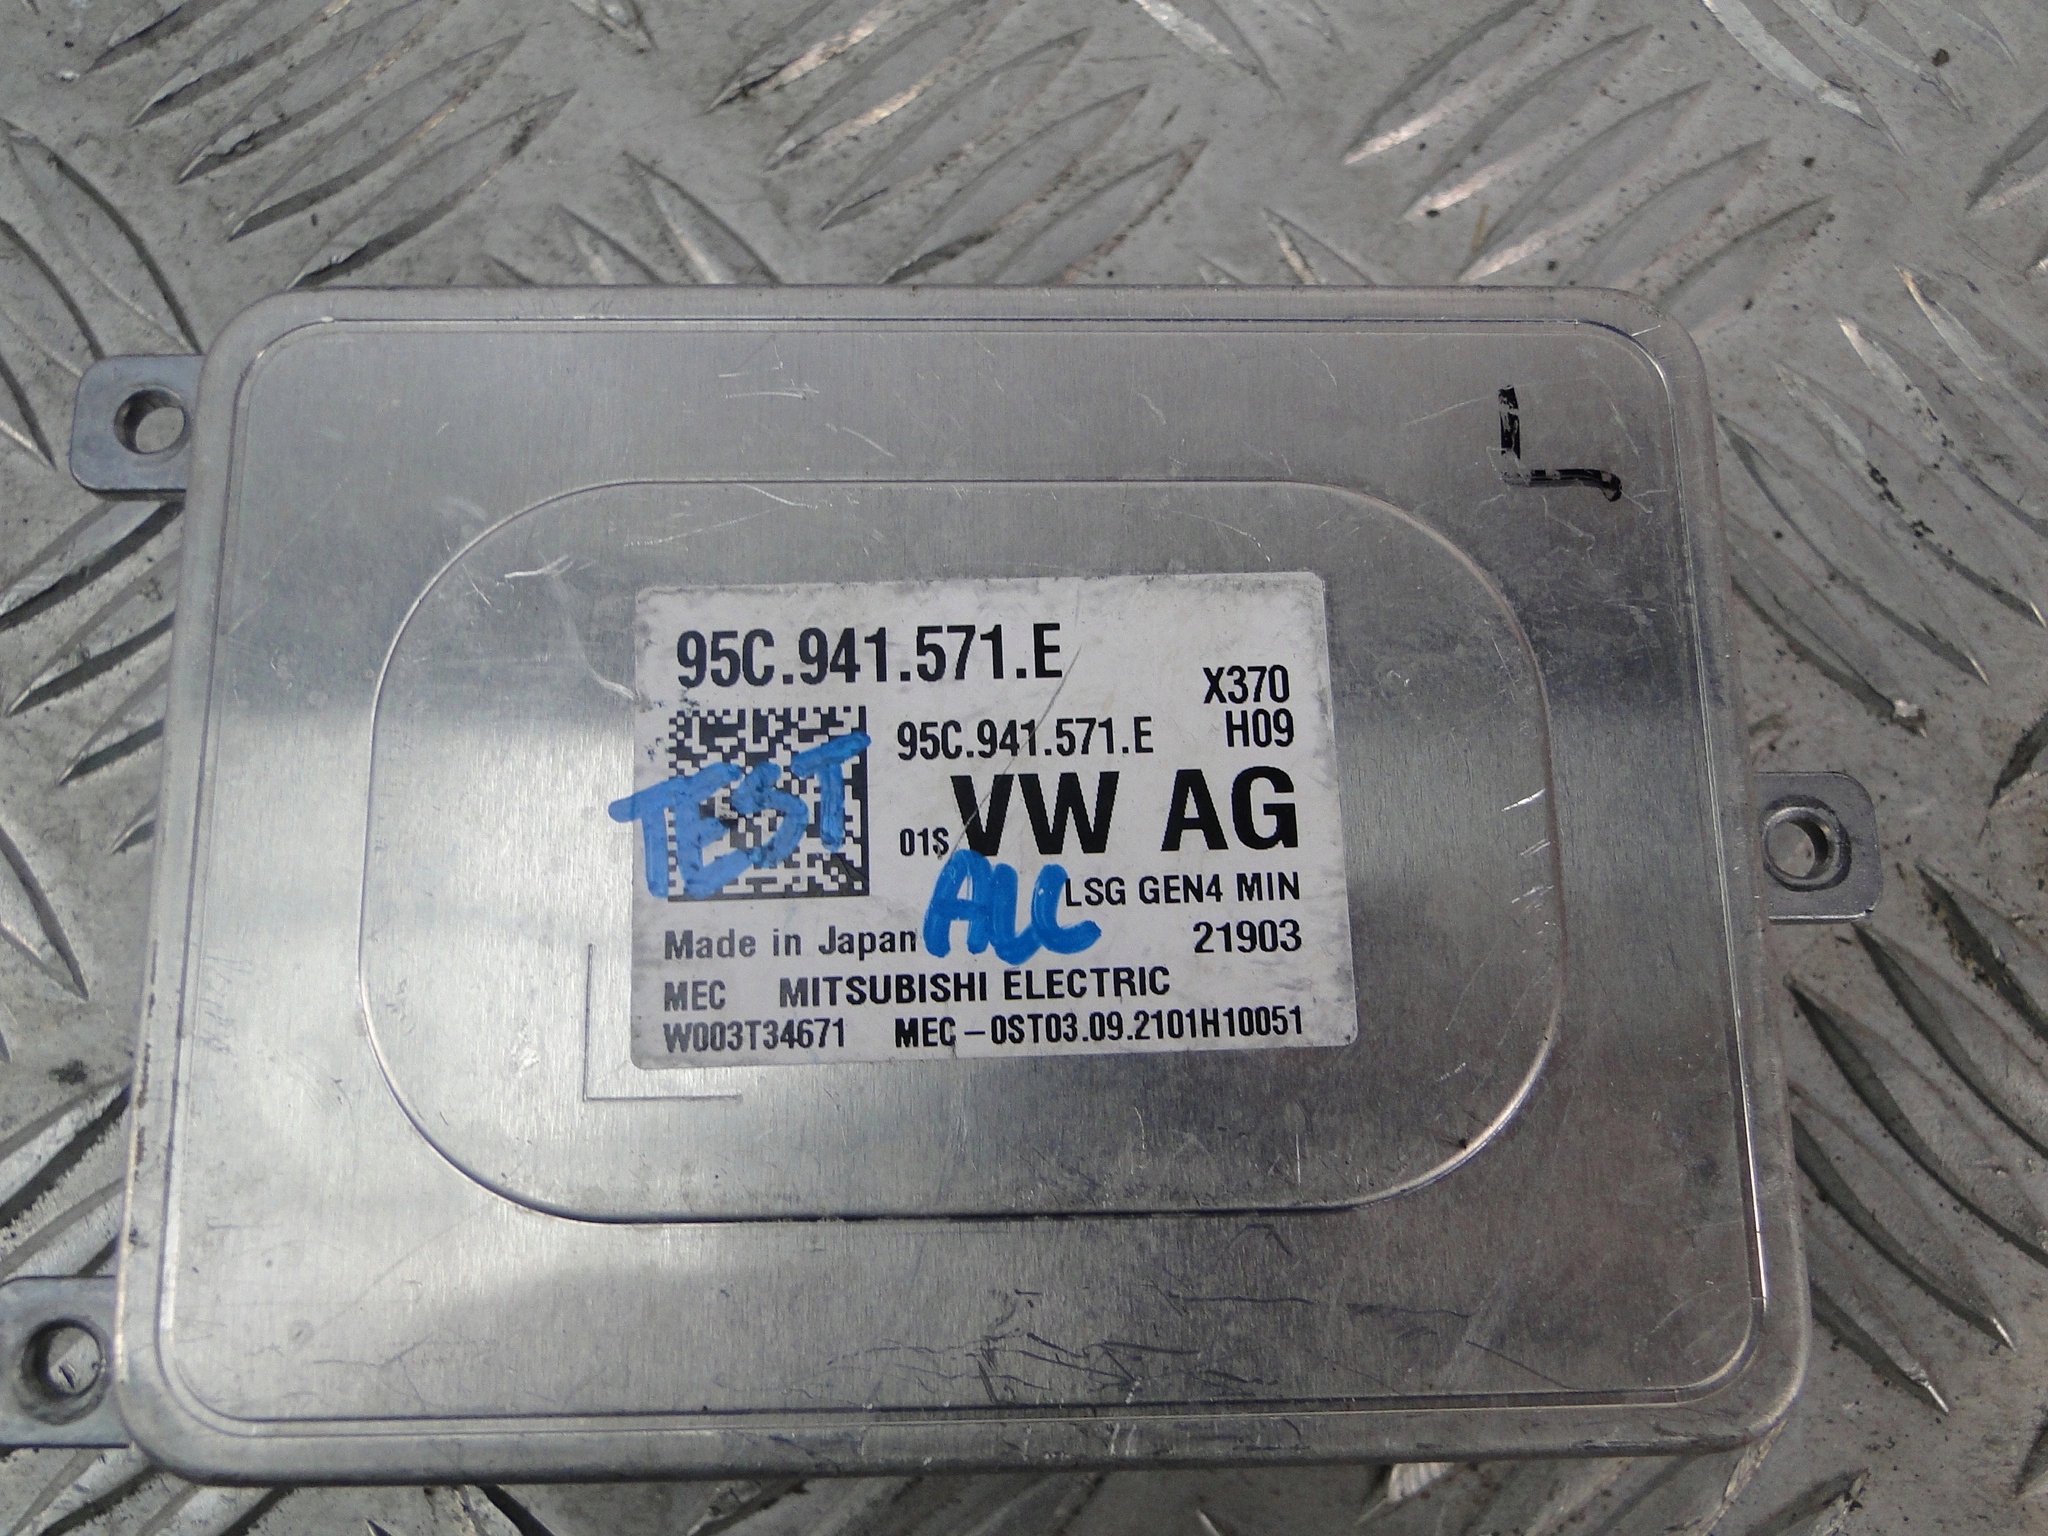 L
95C.941.571.E
X370
95C.941.571.E H09
TEST
01S VW AG
ALL LSG GEN4 MIN
Made in Japan 21903
MEC MITSUBISHI ELECTRIC
W003T34671 MEC-0ST03.09.2101H10051